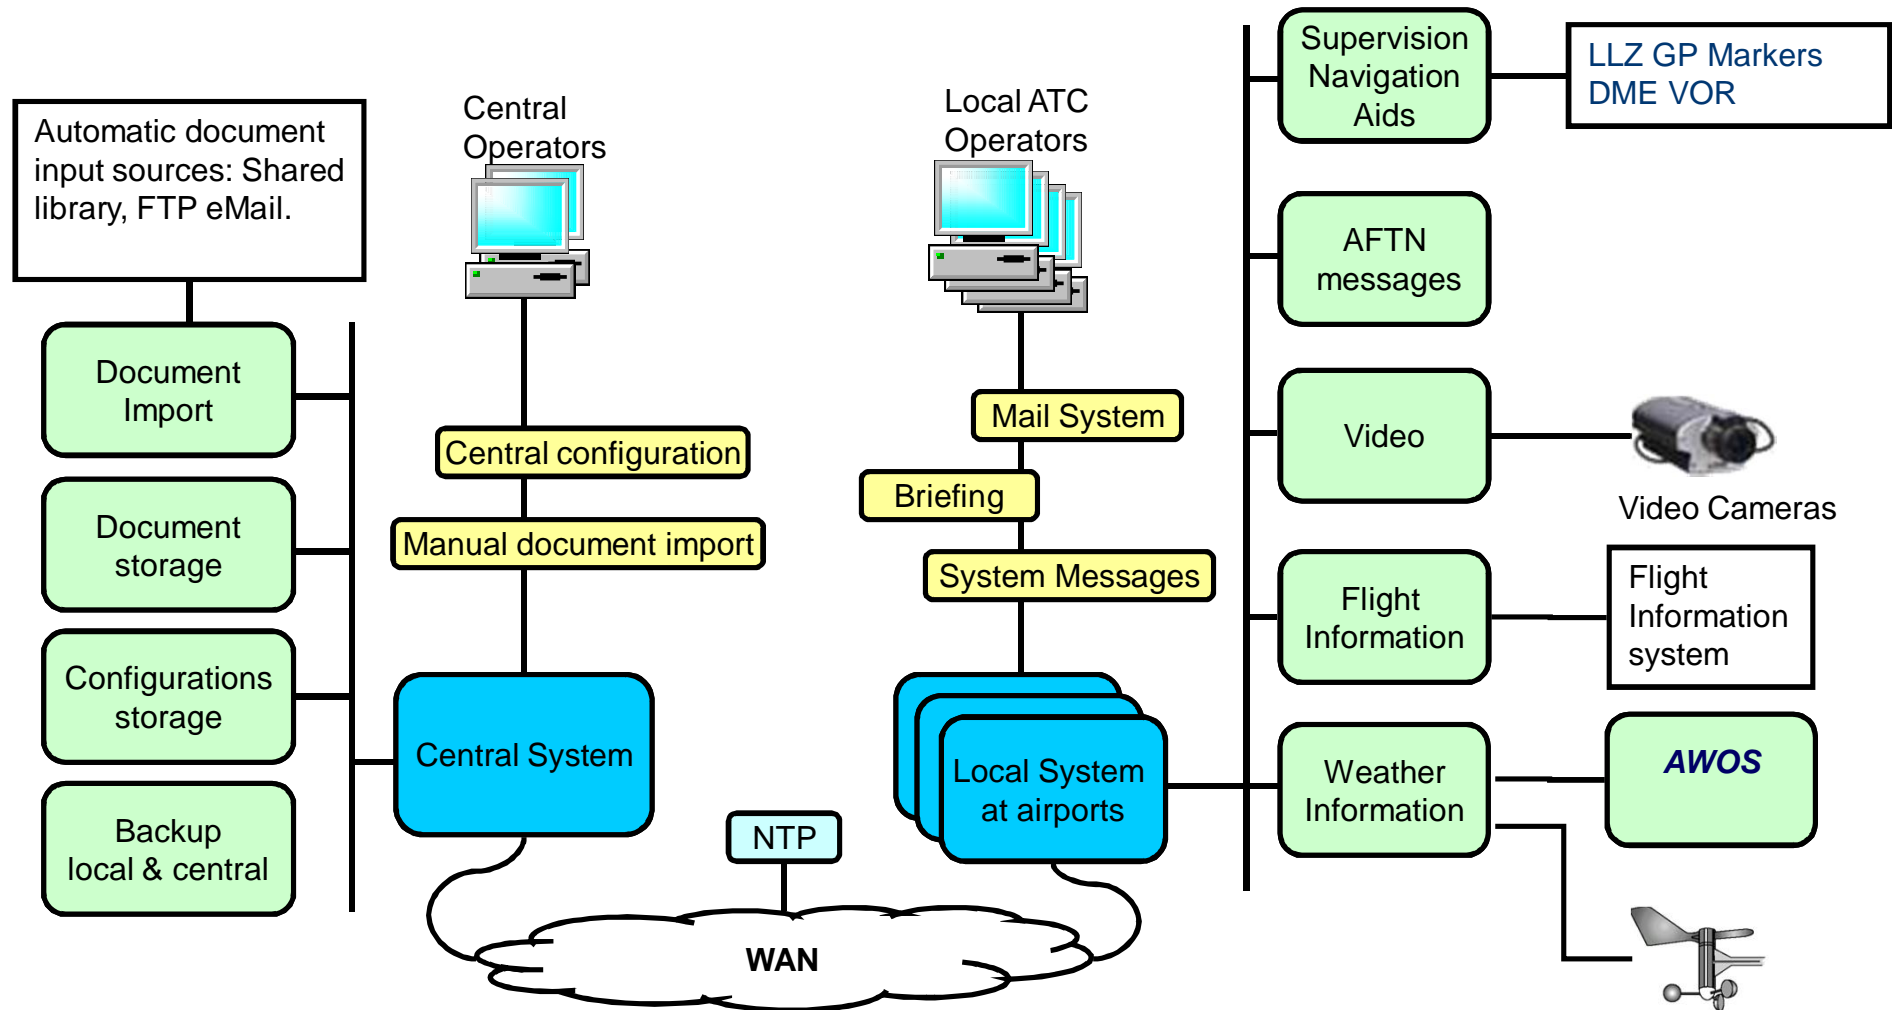 Automatic document
input sources: Shared
library, FTP eMail.
Document
Import
Document
storage
Configurations
storage
Backup
local & central
Central
Operators
Central configuration
Manual document import
Central System
NTP
WAN
Local ATC
Operators
Mail System
Briefing
System Messages
Local System
at airports
Supervision
Navigation
Aids
LLZ GP Markers
DME VOR
AFTN
messages
Video
Video Cameras
Flight
Information
Flight
Information
system
Weather
Information
AWOS